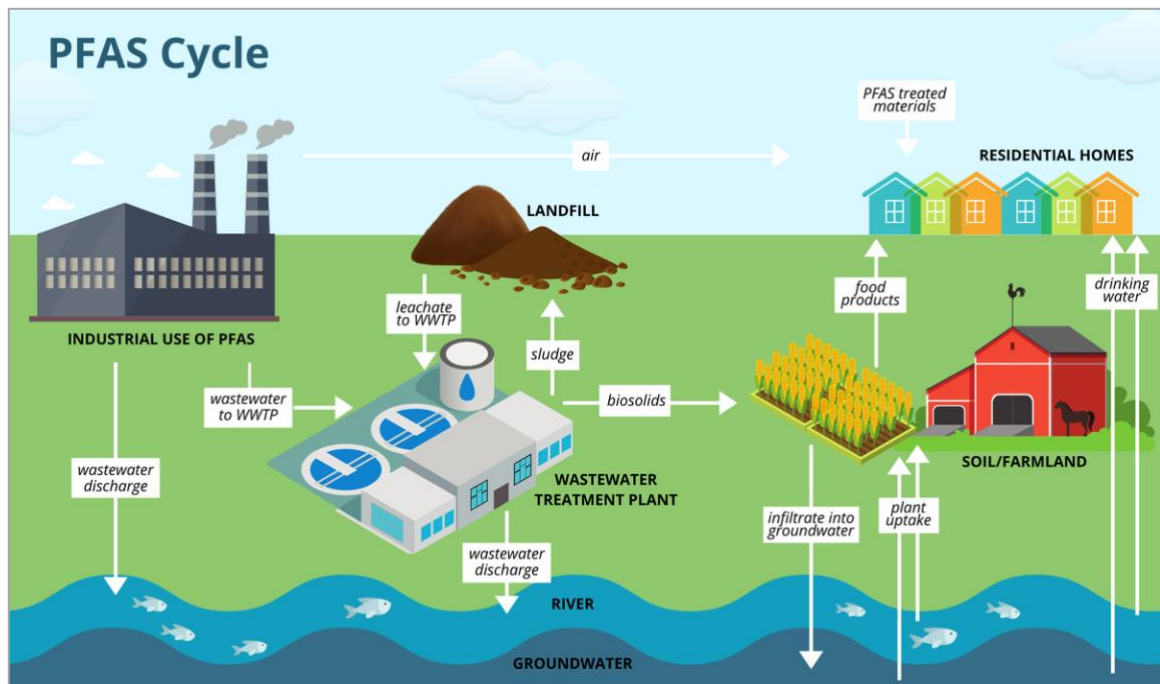 PFAS Cycle
PFAS treated
materials
air
RESIDENTIAL HOMES
LANDFILL
leachate
to WWTP
food
products
drinking
water
INDUSTRIAL USE OF PFAS
sludge
wastewater
to WWTP
biosolids
wastewater
discharge
WASTEWATER
TREATMENT PLANT
SOIL/FARMLAND
infiltrate into
groundwater
plant
uptake
wastewater
discharge
RIVER
GROUNDWATER